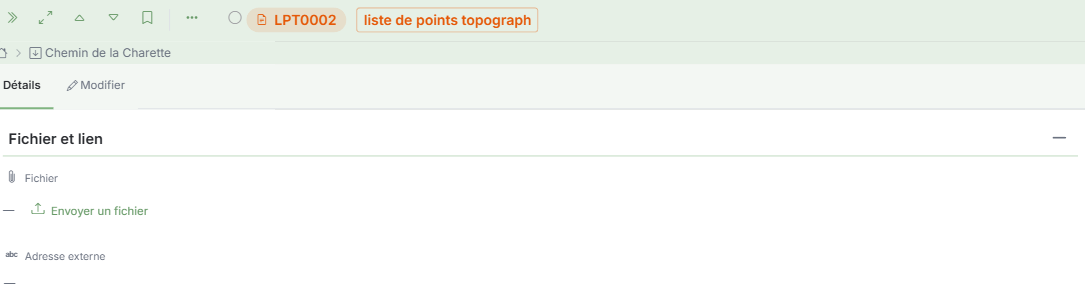 LPT0002 liste de points topograph
Chemin de la Charette
Détails Modifier
Fichier et lien
Fichier
Envoyer un fichier
abc Adresse externe